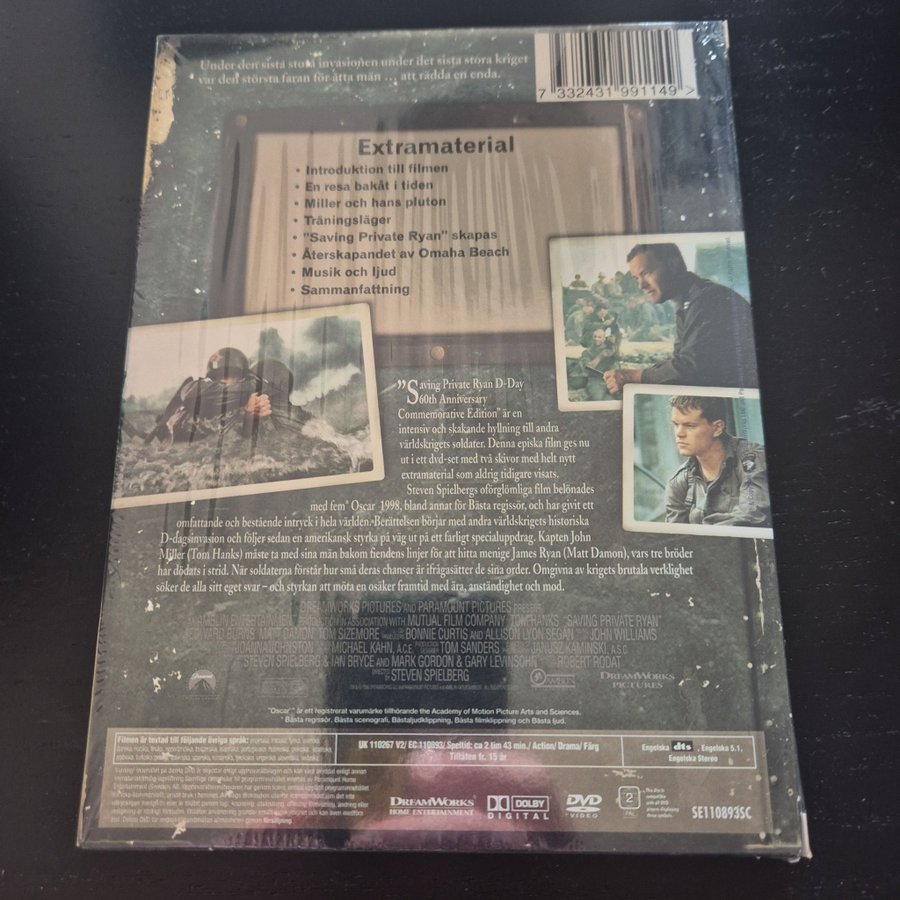 Under den sista stora invasionen under det sista stora kriget
var den största faran för åtta män ... att rädda en enda.
7 332431 991149 >
Extramaterial
• Introduktion till filmen
• En resa bakåt i tiden
• Miller och hans pluton
• Träningsläger
• "Saving Private Ryan" skapas
• Återskapandet av Omaha Beach
• Musik och ljud
• Sammanfattning
"Saving Private Ryan D-Day
60th Anniversary
Commemorative Edition" är en
intensiv och skakande hyllning till andra
världskrigets soldater. Denna episka film ges nu
ut i ett dvd-set med två skivor med helt nytt
extramaterial som aldrig tidigare visats.
Steven Spielbergs oförglömliga film belönades
med fem* Oscar 1998, bland annat för Bästa regissör, och har givit ett
omfattande och bestående intryck i hela världen. Berättelsen börjar med andra världskrigets historiska
D-dagsinvasion och följer sedan en amerikansk styrka på väg ut på ett farligt specialuppdrag. Kapten John
Miller (Tom Hanks) måste ta med sina män bakom fiendens linjer för att hitta menige James Ryan (Matt Damon), vars tre bröder
har dödats i strid. När soldaterna förstår hur små deras chanser är ifrågasätter de sina order. Omgivna av krigets brutala verklighet
söker de alla sitt eget svar – och styrkan att möta en osäker framtid med ära, anständighet och mod.
DREAMWORKS PICTURES AND PARAMOUNT PICTURES PRESENT
AN AMBLIN ENTERTAINMENT PRODUCTION IN ASSOCIATION WITH MUTUAL FILM COMPANY TOM HANKS "SAVING PRIVATE RYAN"
EDWARD BURNS MATT DAMON TOM SIZEMORE BONNIE CURTIS AND ALLISON LYON SEGAN JOHN WILLIAMS
JOANNA JOHNSTON MICHAEL KAHN, A.C.E. PRODUCTION DESIGNER TOM SANDERS JANUSZ KAMINSKI, A.S.C.
STEVEN SPIELBERG & IAN BRYCE AND MARK GORDON & GARY LEVINSOHN ROBERT RODAT
DIRECTED BY STEVEN SPIELBERG
Paramount
DREAMWORKS
PICTURES
"Oscar" är ett registrerat varumärke tillhörande the Academy of Motion Picture Arts and Sciences.
* Bästa regissör, Bästa scenografi, Bästa ljudklippning, Bästa filmklippning och Bästa ljud.
Filmen är textad till följande övriga språk:
UK 110267 V2/ EC 110893/ Speltid: ca 2 tim 43 min./ Action/ Drama/ Färg
Tillåten fr. 15 år
Engelska dts, Engelska 5.1,
Engelska Stereo
DREAMWORKS
HOME ENTERTAINMENT
DOLBY
DIGITAL
DVD
VIDEO
2
PAL
SE110893SC